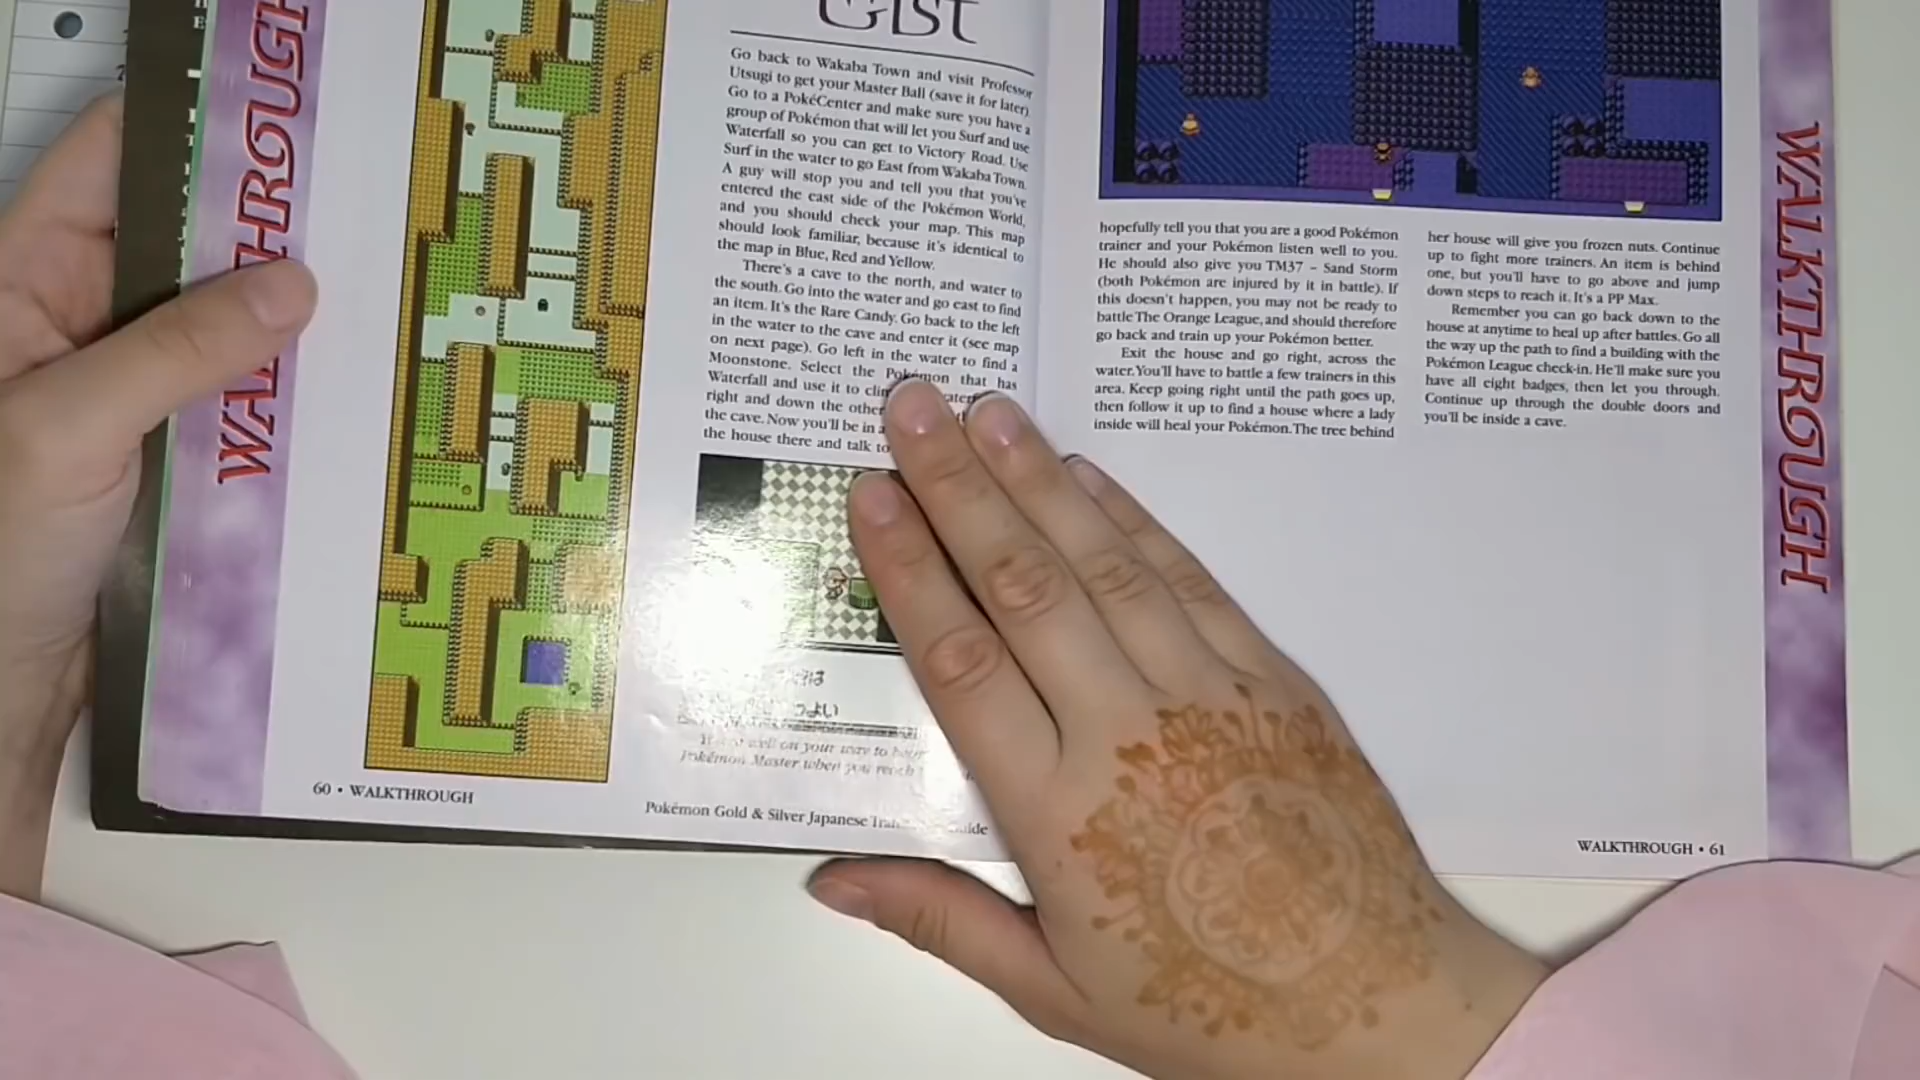 WALKTHROUGH
Go back to Wakaba Town and visit Professor
Utsugi to get your Master Ball (save it for later).
Go to a PokéCenter and make sure you have a
group of Pokémon that will let you Surf and use
Waterfall so you can get to Victory Road. Use
Surf in the water to go East from Wakaba Town.
A guy will stop you and tell you that you've
entered the east side of the Pokémon World,
and you should check your map. This map
should look familiar, because it's identical to
the map in Blue, Red and Yellow.
There's a cave to the north, and water to
the south. Go into the water and go east to find
an item. It's the Rare Candy. Go back to the left
in the water to the cave and enter it (see map
on next page). Go left in the water to find a
Moonstone. Select the Pokémon that has
Waterfall and use it to
right and down the other
the cave. Now you'll be in a
the house there and talk to
well on your way to
Pokémon Master when you reach
60 • WALKTHROUGH
Pokémon Gold & Silver Japanese
hopefully tell you that you are a good Pokémon
trainer and your Pokémon listen well to you.
He should also give you TM37 – Sand Storm
(both Pokémon are injured by it in battle). If
this doesn't happen, you may not be ready to
battle The Orange League, and should therefore
go back and train up your Pokémon better.
Exit the house and go right, across the
water. You'll have to battle a few trainers in this
area. Keep going right until the path goes up,
then follow it up to find a house where a lady
inside will heal your Pokémon. The tree behind
her house will give you frozen nuts. Continue
up to fight more trainers. An item is behind
one, but you'll have to go above and jump
down steps to reach it. It's a PP Max.
Remember you can go back down to the
house at anytime to heal up after battles. Go all
the way up the path to find a building with the
Pokémon League check-in. He'll make sure you
have all eight badges, then let you through.
Continue up through the double doors and
you'll be inside a cave.
WALKTHROUGH • 61
WALKTHROUGH